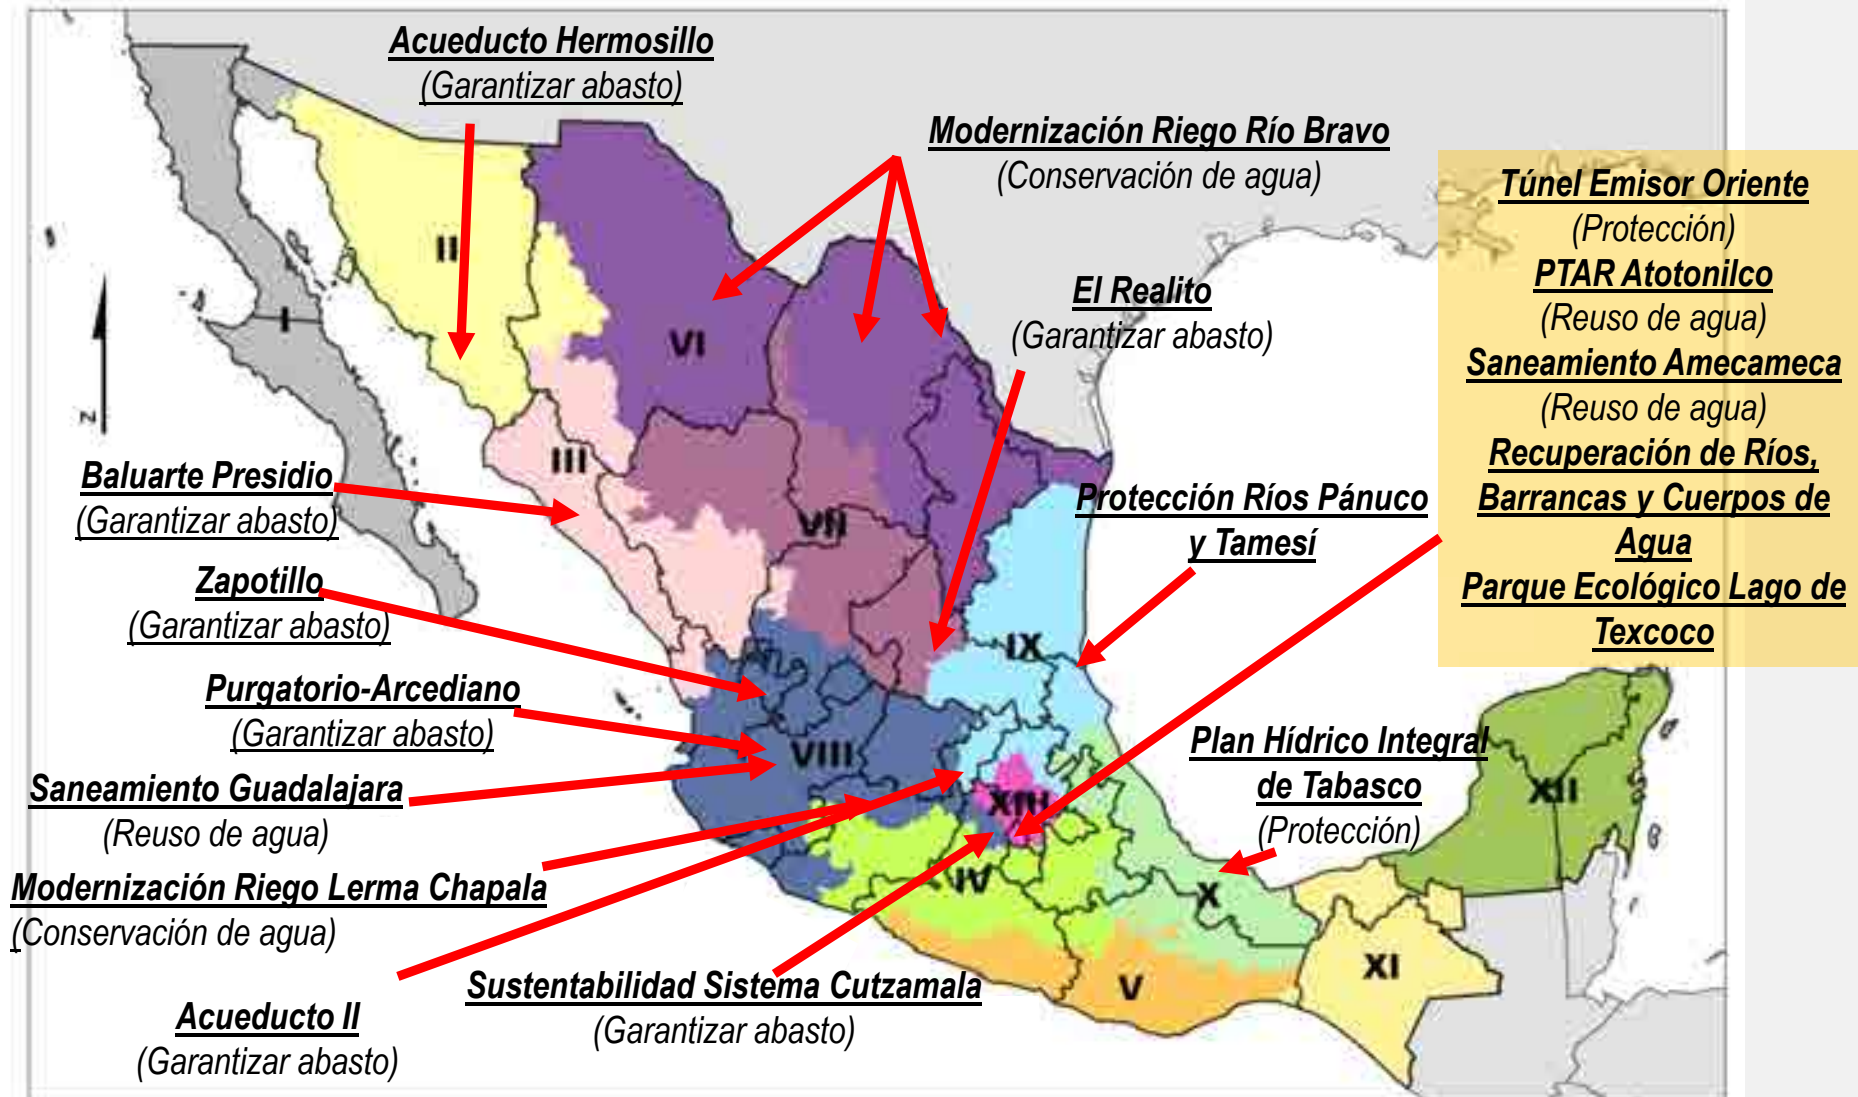 Acueducto Hermosillo
(Garantizar abasto)
Modernización Riego Río Bravo
(Conservación de agua)
Túnel Emisor Oriente
(Protección)
PTAR Atotonilco
(Reuso de agua)
Saneamiento Amecameca
(Reuso de agua)
Recuperación de Ríos,
Barrancas y Cuerpos de
Agua
Parque Ecológico Lago de
Texcoco
El Realito
(Garantizar abasto)
Baluarte Presidio
(Garantizar abasto)
Protección Ríos Pánuco
y Tamesí
Zapotillo
(Garantizar abasto)
Purgatorio-Arcediano
(Garantizar abasto)
Saneamiento Guadalajara
(Reuso de agua)
Plan Hídrico Integral
de Tabasco
(Protección)
Modernización Riego Lerma Chapala
(Conservación de agua)
Sustentabilidad Sistema Cutzamala
(Garantizar abasto)
Acueducto II
(Garantizar abasto)
I
II
III
IV
V
VI
VII
VIII
IX
X
XI
XII
XIII
N